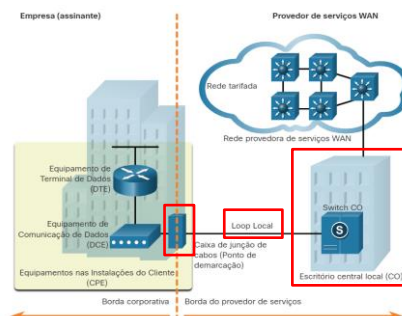 Empresa (assinante)
Provedor de serviços WAN
Rede tarifada
Rede provedora de serviços WAN
Equipamento de
Terminal de Dados
(DTE)
Switch CO
Loop Local
S
Equipamento de
Comunicação de Dados
(DCE)
Caixa de junção de
cabos (Ponto de
demarcação)
Equipamentos nas Instalações do Cliente
(CPE)
Escritório central local (CO)
Borda corporativa
Borda do provedor de serviços